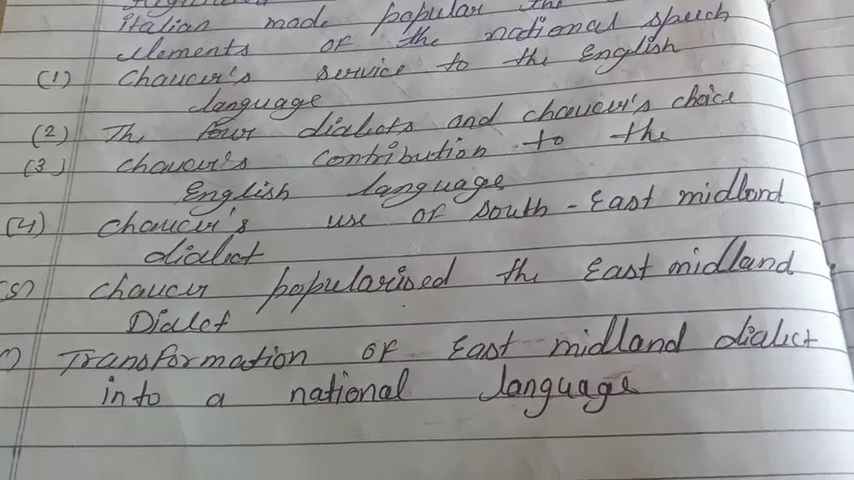 italian made popular the
elements of the national speech
(1) Chaucer's service to the English
language
(2) The four dialects and chaucer's choice
(3) chaucer's contribution to the
English language
(4) chaucer's use of south-East midland
dialect
(5) chaucer popularised the East midland
Dialect
) Transformation of East midland dialect
into a national language